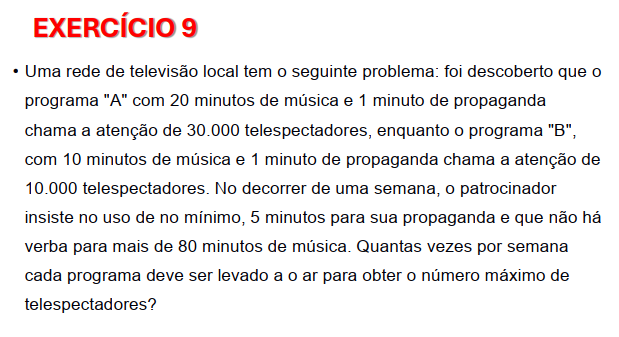 EXERCÍCIO 9
• Uma rede de televisão local tem o seguinte problema: foi descoberto que o
programa "A" com 20 minutos de música e 1 minuto de propaganda
chama a atenção de 30.000 telespectadores, enquanto o programa "B",
com 10 minutos de música e 1 minuto de propaganda chama a atenção de
10.000 telespectadores. No decorrer de uma semana, o patrocinador
insiste no uso de no mínimo, 5 minutos para sua propaganda e que não há
verba para mais de 80 minutos de música. Quantas vezes por semana
cada programa deve ser levado a o ar para obter o número máximo de
telespectadores?